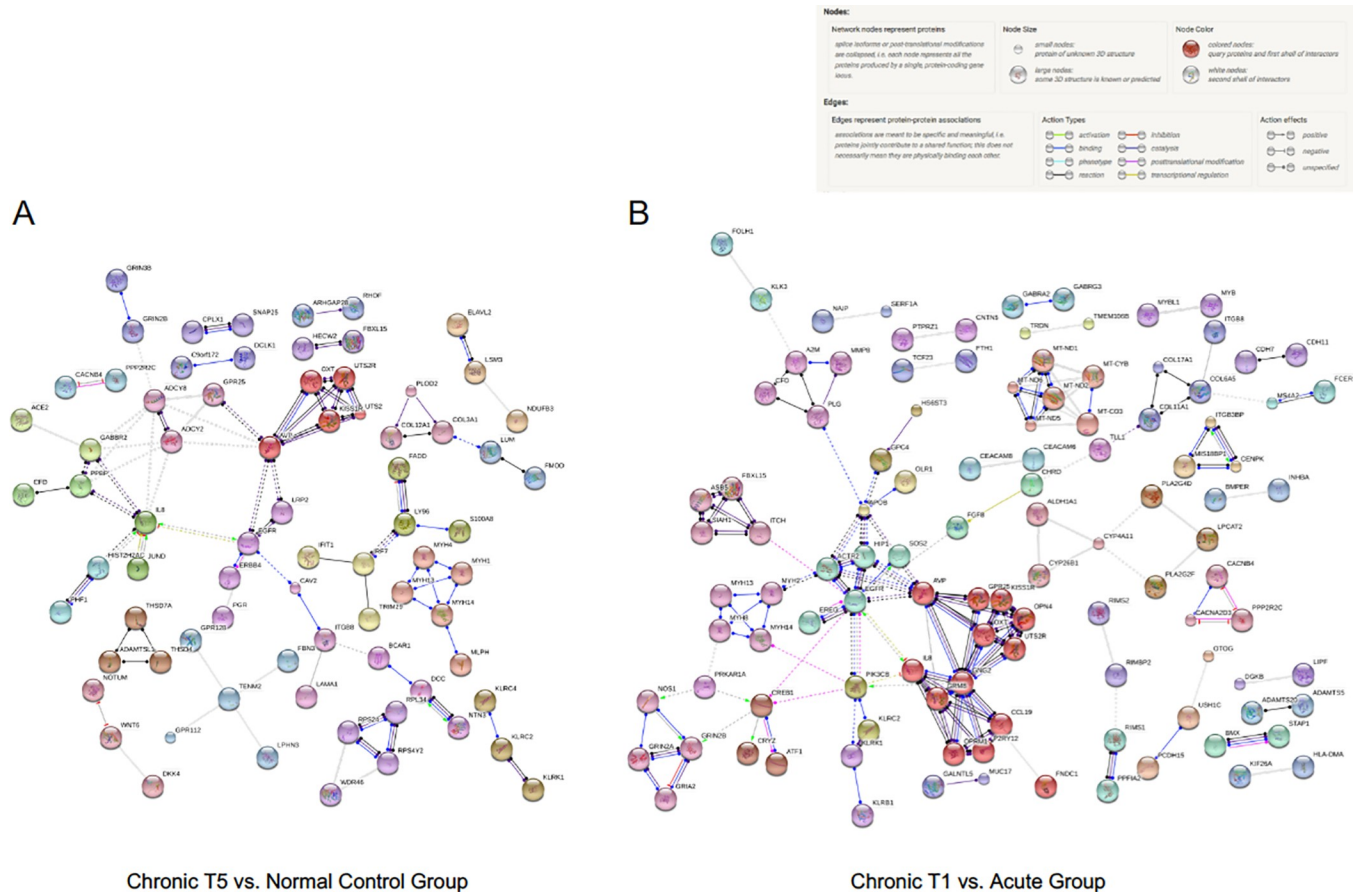 Nodes:
Network nodes represent proteins
splice isoforms or post-translational modifications
are collapsed, i.e. each node represents all the
proteins produced by a single, protein-coding gene
locus.
Node Size
small nodes:
protein of unknown 3D structure
large nodes:
some 3D structure is known or predicted
Node Color
colored nodes:
query proteins and first shell of interactors
white nodes:
second shell of interactors
Edges:
Edges represent protein-protein associations
associations are meant to be specific and meaningful, i.e.
proteins jointly contribute to a shared function; this does not
necessarily mean they are physically binding each other.
Action Types
activation
inhibition
binding
catalysis
phenotype
posttranslational modification
reaction
transcriptional regulation
Action effects
positive
negative
unspecified
A
GRIN3B
GRIN2B
CPLX1
SNAP25
ARHGAP28
RHOF
C9orf172
DCLK1
HECW2
FBXL15
ELAVL2
LSM3
NDUFB3
CACNB4
PPP2R2C
ADCY8
GPR25
OXT
UTS2R
KISS1R
UTS2
PLOD2
COL12A1
COL3A1
LUM
FMOD
ACE2
GABBR2
ADCY2
AVP
PPBP
CFD
IL8
LRP2
EGFR
FADD
LY96
S100A8
HIST2H2AC
JUND
PHF1
ERBB4
CAV2
IFIT1
IRF7
TRIM29
MYH4
MYH1
MYH13
MYH14
MLPH
PGR
THSD7A
ADAMTSL3
THSD4
GPR128
FBN3
TENM2
GPR112
LPHN3
ITGB8
LAMA1
BCAR1
DCC
NTN3
RPL34
RPS26
RPS4Y2
WDR46
NOTUM
WNT6
DKK4
KLRC4
KLRC2
KLRK1
Chronic T5 vs. Normal Control Group
B
FOLH1
KLK3
NAIP
SERF1A
GABRA2
GABRG3
MYBL1
MYB
ITGB8
PTPRZ1
CNTN3
TRDN
TMEM106B
TCF23
FTH1
A2M
MMP8
CFD
PLG
MT-ND1
MT-CYB
MT-ND6
MT-ND2
MT-ND5
MT-CO3
COL17A1
COL6A5
COL11A1
CDH7
CDH11
MS4A2
TLL1
HS6ST3
GPC4
OLR1
APOB
CEACAM8
CEACAM6
CHRD
FGF8
ITGB3BP
MIS18BP1
CENPK
BMPER
INHBA
ASB5
FBXL15
SIAH1
ITCH
ACTR2
HIP1
SOS2
EGFR
EREG
AVP
GPR25
KISS1R
OPN4
OXT
UTS2R
GNG2
GRM5
IL8
CCL19
P2RY12
OPRM1
FNDC1
ALDH1A1
CYP4A11
CYP26B1
PLA2G4D
LPCAT2
PLA2G2F
CACNB4
CACNA2D3
PPP2R2C
MYH13
MYH2
MYH8
MYH14
PRKAR1A
NOS1
GRIN2A
GRIN2B
GRIA2
CREB1
CRYZ
ATF1
PIK3CB
KLRC2
KLRK1
KLRB1
GALNTL5
MUC17
RIMS2
RIMBP2
RIMS1
PPFIA2
OTOG
USH1C
PCDH15
DGKB
LIPF
ADAMTS20
ADAMTS5
BMX
STAP1
KIF26A
HLA-DMA
Chronic T1 vs. Acute Group